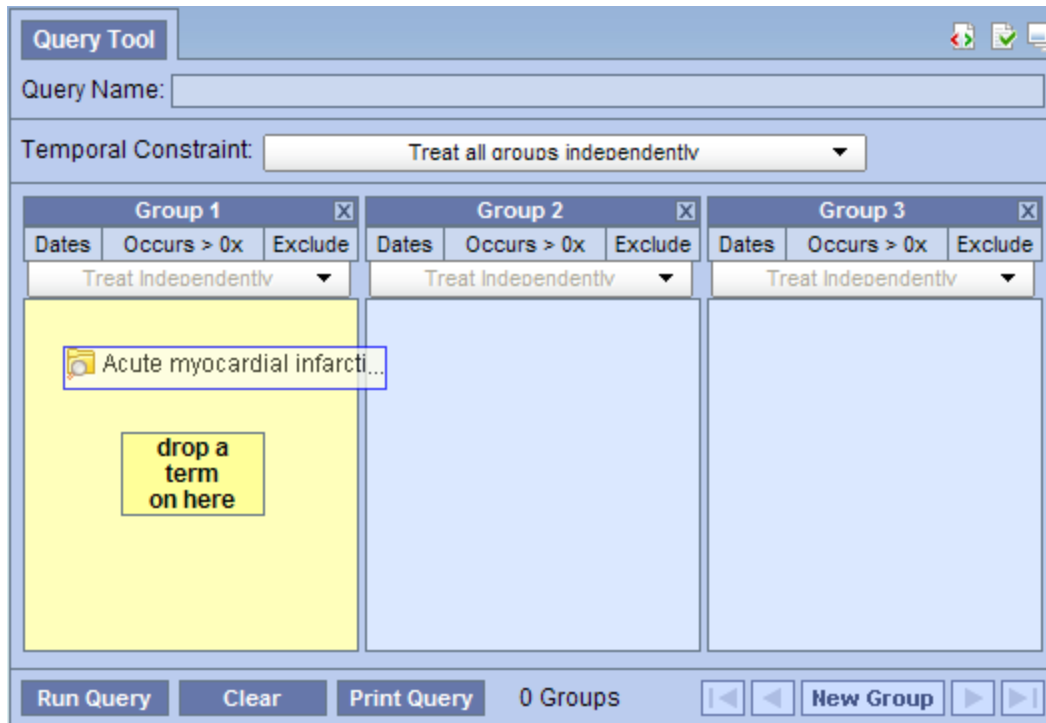 Query Tool
Query Name:
Temporal Constraint: Treat all groups independently
Group 1 X Group 2 X Group 3 X
Dates Occurs > 0x Exclude Dates Occurs > 0x Exclude Dates Occurs > 0x Exclude
Treat Independently Treat Independently Treat Independently
Acute myocardial infarcti...
drop a
term
on here
Run Query Clear Print Query 0 Groups New Group